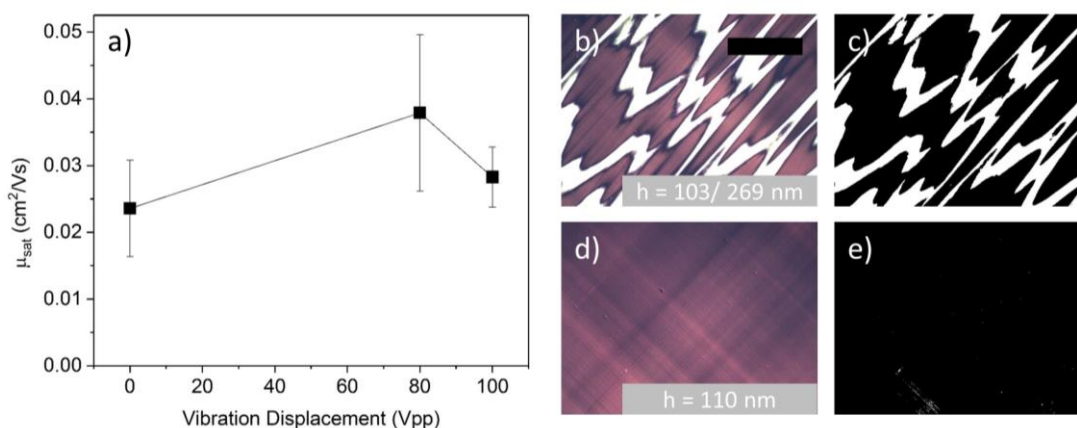 a)
0.05
0.04
0.03
0.02
0.01
0.00
μsat (cm²/Vs)
0 20 40 60 80 100
Vibration Displacement (Vpp)
b)
h = 103/ 269 nm
c)
d)
h = 110 nm
e)